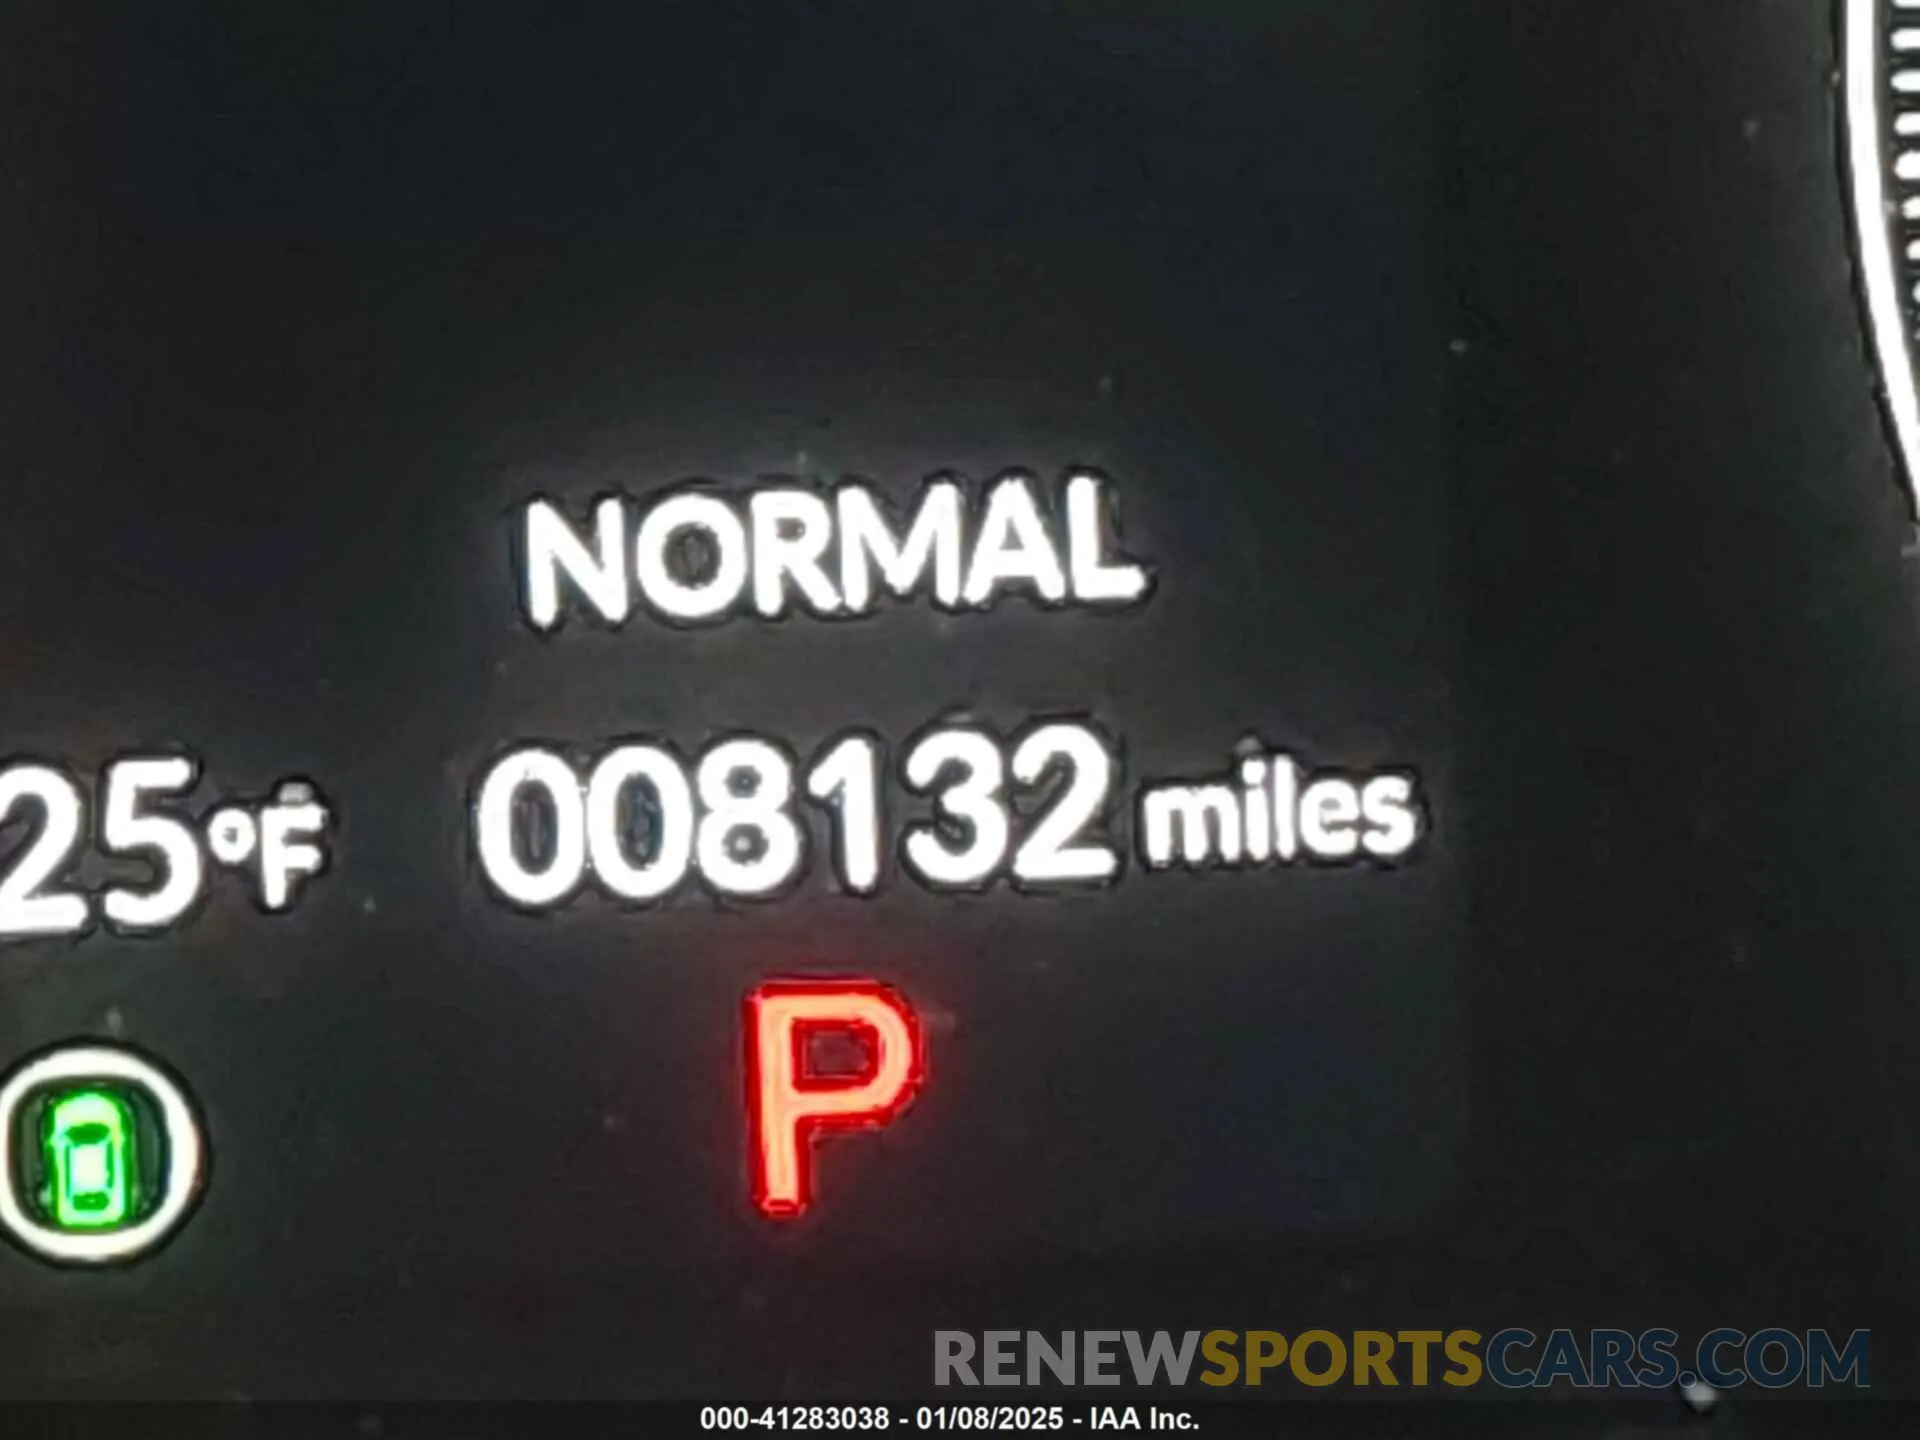 NORMAL
25°F 008132 miles
P
RENEWSPORTSCARS.COM
000-41283038 - 01/08/2025 - IAA Inc.